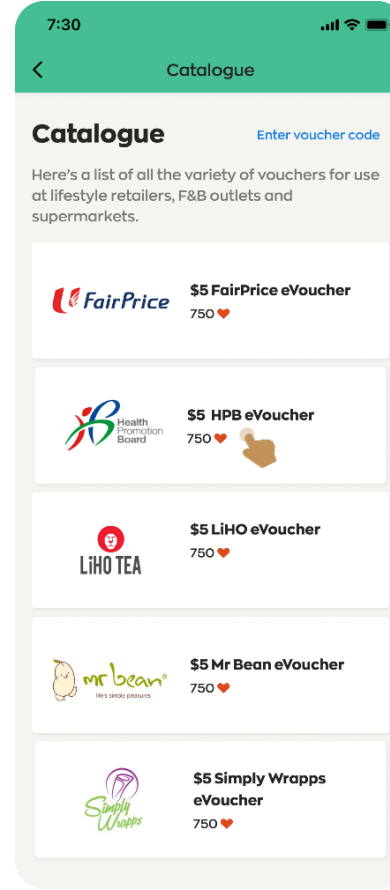 7:30
Catalogue
Catalogue
Enter voucher code
Here's a list of all the variety of vouchers for use
at lifestyle retailers, F&B outlets and
supermarkets.
FairPrice
$5 FairPrice eVoucher
750
Health
Promotion
Board
$5 HPB eVoucher
750
LiHO TEA
$5 LiHO eVoucher
750
mr bean®
life's simple pleasures
$5 Mr Bean eVoucher
750
Simply
Wrapps
$5 Simply Wrapps
eVoucher
750